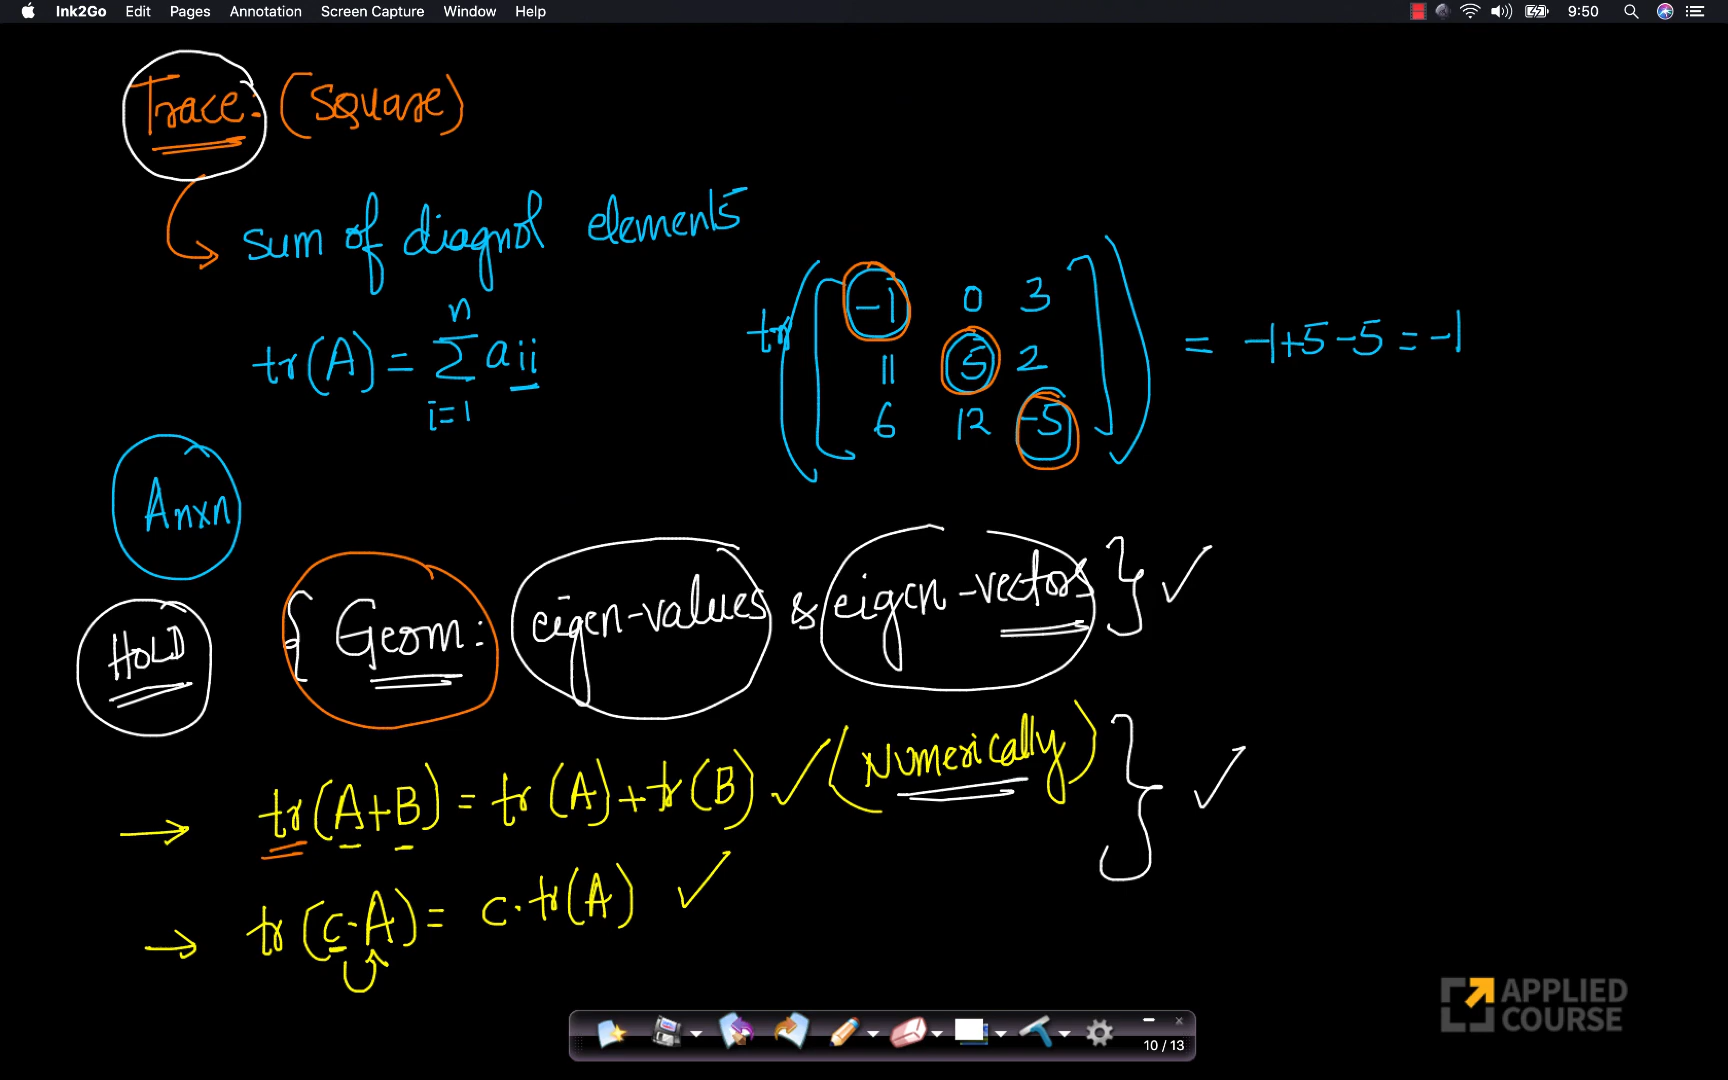 Ink2Go Edit Pages Annotation Screen Capture Window Help 9:50
Trace: (square)
sum of diagnol elements
tr(A) = n∑i=1 aii
tr([-1 0 3
11 5 2
6 12 -5]) = -1+5-5 = -1
Anxn
HOLD
{ Geom: eigen-values & eigen-vectors } ✓
→ tr(A+B) = tr(A)+tr(B) ✓ (Numerically) } ✓
→ tr(c·A) = c·tr(A) ✓
APPLIED
COURSE
10 / 13